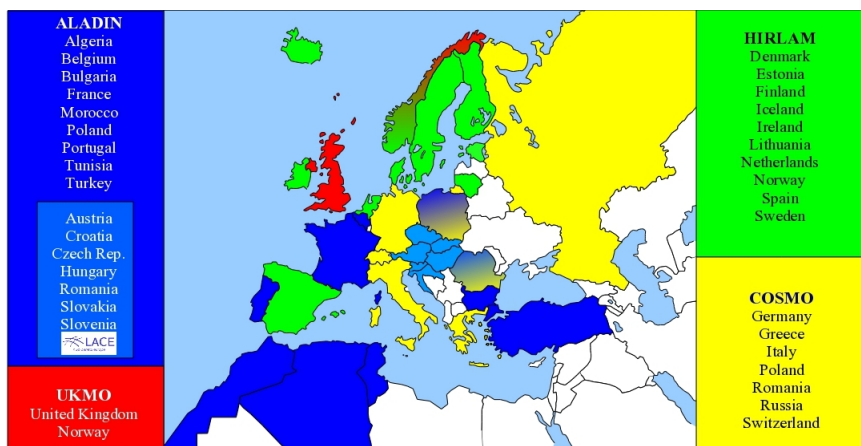 ALADIN
Algeria
Belgium
Bulgaria
France
Morocco
Poland
Portugal
Tunisia
Turkey
Austria
Croatia
Czech Rep.
Hungary
Romania
Slovakia
Slovenia
LACE
UKMO
United Kingdom
Norway
HIRLAM
Denmark
Estonia
Finland
Iceland
Ireland
Lithuania
Netherlands
Norway
Spain
Sweden
COSMO
Germany
Greece
Italy
Poland
Romania
Russia
Switzerland